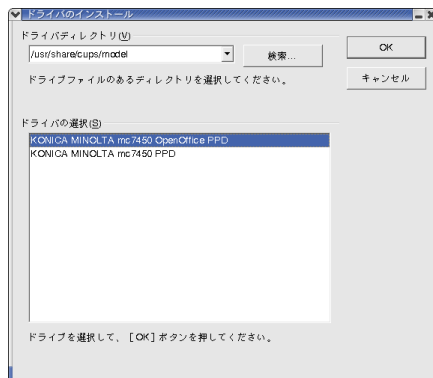 ドライバのインストール
ドライバディレクトリ(V)
/usr/share/cups/model
検索...
OK
ドライブファイルのあるディレクトリを選択してください。
キャンセル
ドライバの選択(S)
KONICA MINOLTA mc7450 OpenOffice PPD
KONICA MINOLTA mc7450 PPD
ドライブを選択して、［OK］ボタンを押してください。